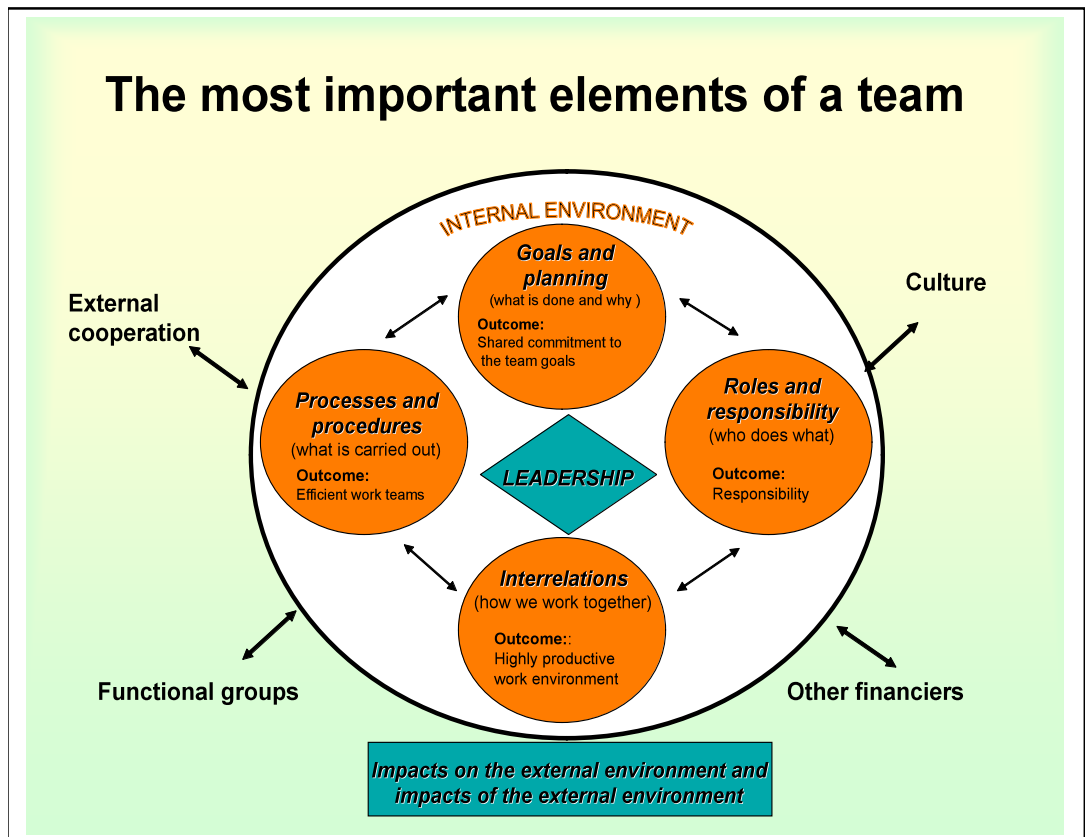 The most important elements of a team
INTERNAL ENVIRONMENT
Goals and
planning
(what is done and why )
Outcome:
Shared commitment to
the team goals
External
cooperation
Culture
Processes and
procedures
(what is carried out)
Outcome:
Efficient work teams
Roles and
responsibility
(who does what)
Outcome:
Responsibility
LEADERSHIP
Interrelations
(how we work together)
Outcome::
Highly productive
work environment
Functional groups
Other financiers
Impacts on the external environment and
impacts of the external environment